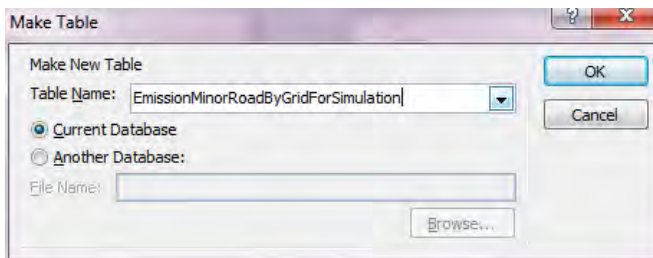 Make Table
Make New Table
OK
Table Name: EmissionMinorRoadByGridForSimulation
Cancel
Current Database
Another Database:
File Name:
Browse...